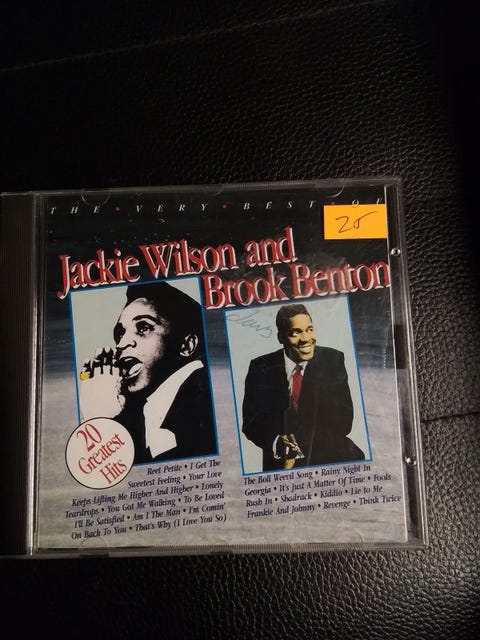 THE • VERY • BEST • OF
20
Jackie Wilson and
Brook Benton
20
Greatest
Hits
Reet Petite • I Get The
Sweetest Feeling • Your Love
Keeps Lifting Me Higher And Higher • Lonely
Teardrops • You Got Me Walking • To Be Loved
I'll Be Satisfied • Am I The Man • I'm Comin'
On Back To You • That's Why (I Love You So)
The Boll Weevil Song • Rainy Night In
Georgia • It's Just A Matter Of Time • Fools
Rush In • Shadrack • Kiddio • Lie to Me
Frankie And Johnny • Revenge • Think Twice